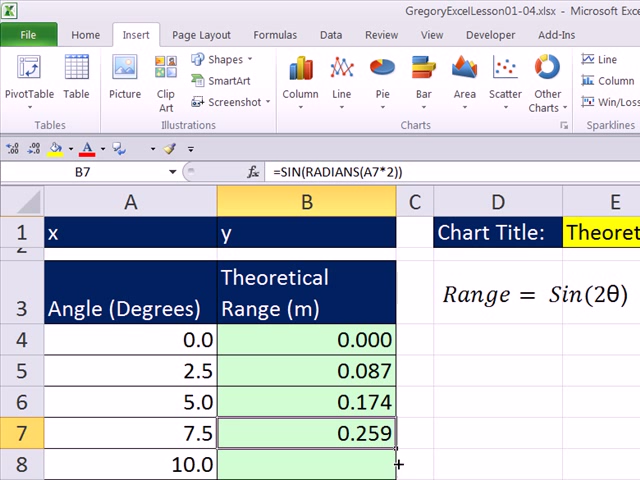 GregoryExcelLesson01-04.xlsx - Microsoft Exc
File Home Insert Page Layout Formulas Data Review View Developer Add-Ins
PivotTable Table Picture Clip Art Shapes SmartArt Screenshot Column Line Pie Bar Area Scatter Other Charts Line Column Win/Loss
Tables Illustrations Charts Sparklines
B7 fx =SIN(RADIANS(A7*2))
A B C D E
1 x y Chart Title: Theoret
2
3 Angle (Degrees) Theoretical Range (m) Range = Sin(2θ)
4 0.0 0.000
5 2.5 0.087
6 5.0 0.174
7 7.5 0.259
8 10.0